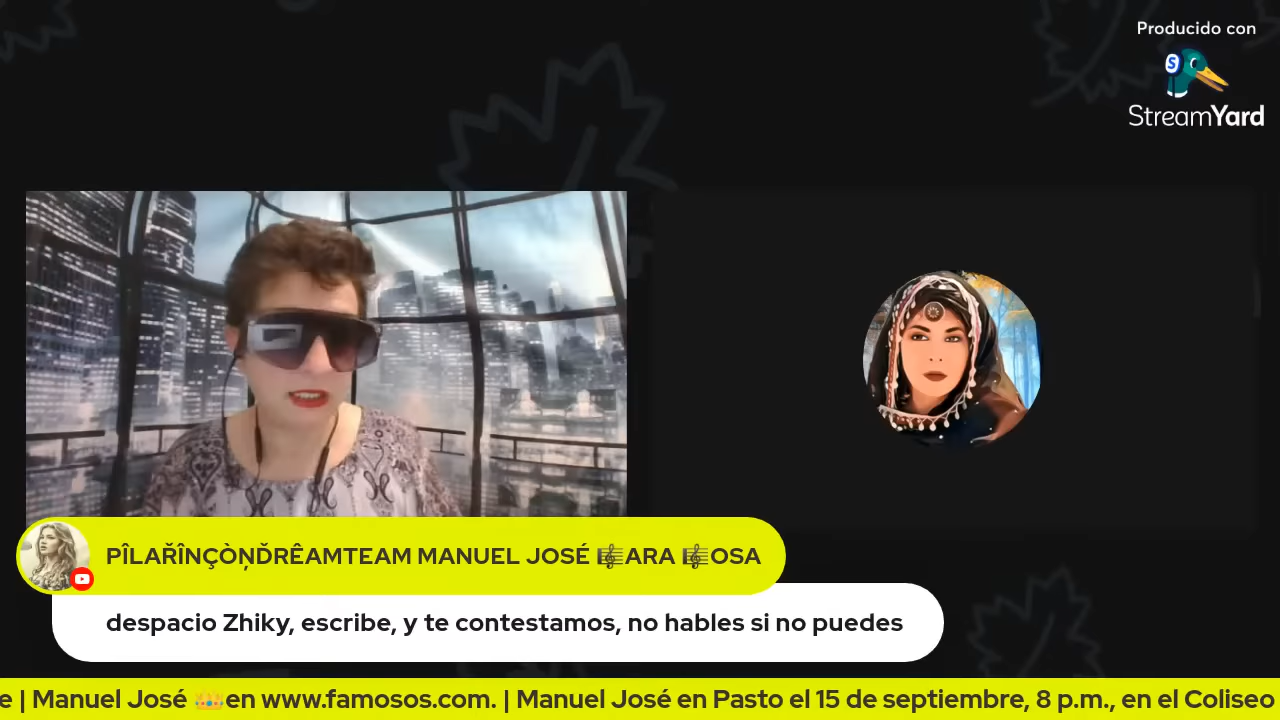 Producido con
StreamYard
PÎLAŘÎNÇÒŅĎRÊAMTEAM MANUEL JOSÉ 🎼ARA 🎼OSA
despacio Zhiky, escribe, y te contestamos, no hables si no puedes
e | Manuel José 👑en www.famosos.com. | Manuel José en Pasto el 15 de septiembre, 8 p.m., en el Coliseo